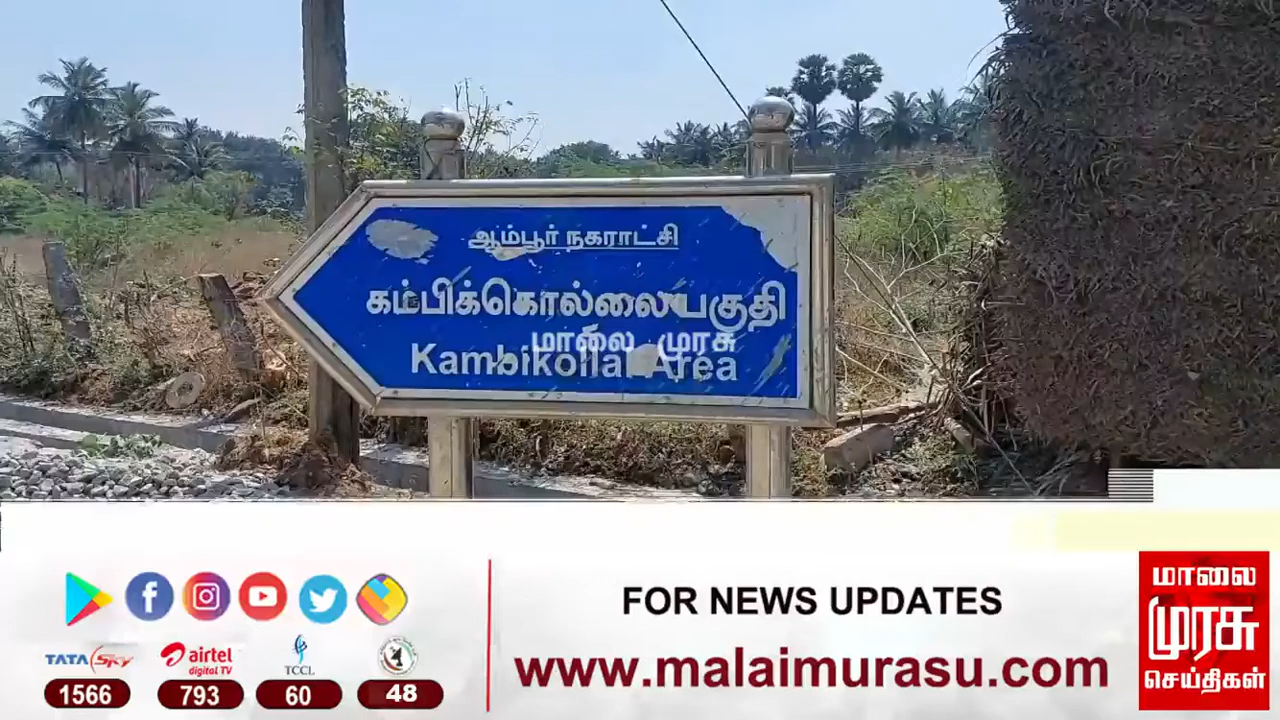 ஆம்பூர் நகராட்சி
கம்பிக்கொல்லை பகுதி
மாலை முரசு
Kambikollai Area
FOR NEWS UPDATES
www.malaimurasu.com
TATA SKY
airtel
digital TV
TCCL
1566
793
60
48
மாலை
முரசு
செய்திகள்